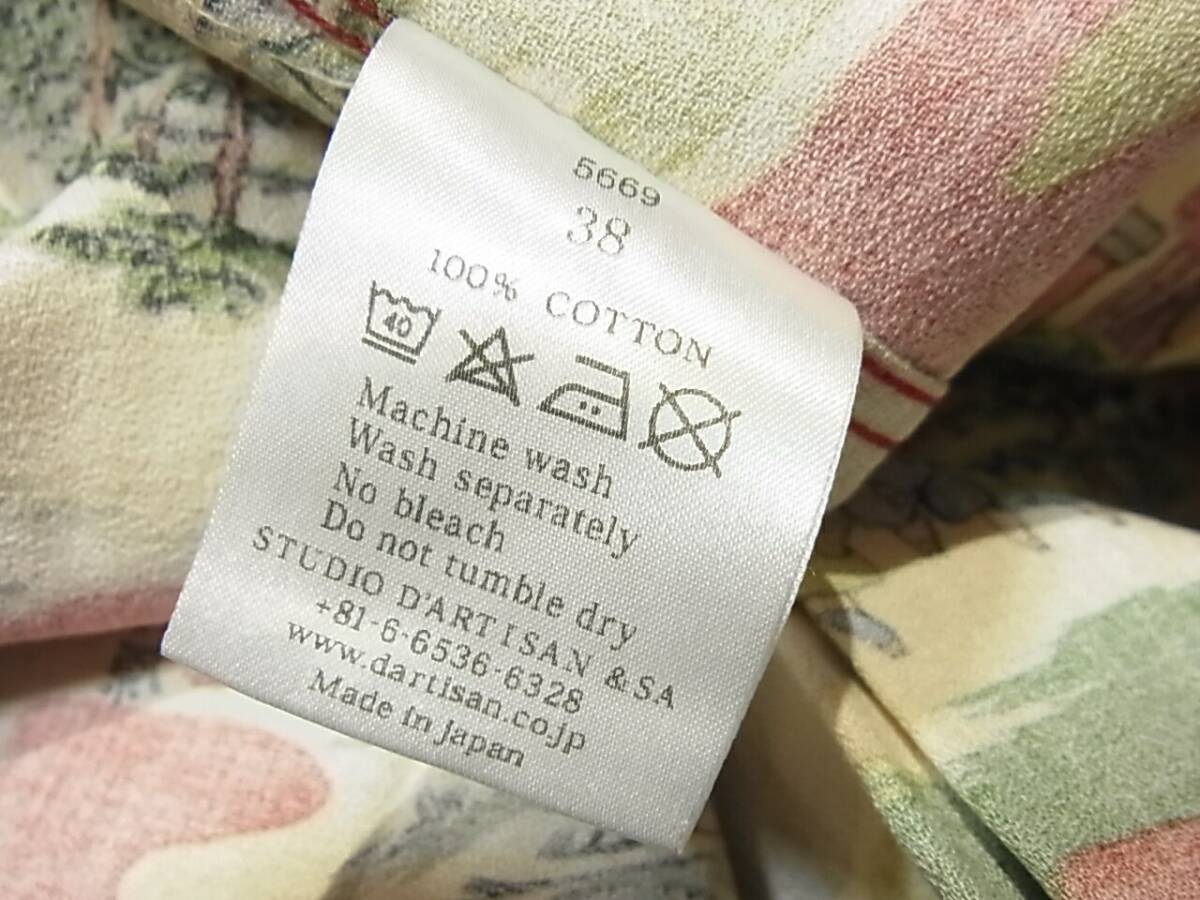 5669
38
100% COTTON
40
Machine wash
Wash separately
No bleach
Do not tumble dry
STUDIO D'ARTISAN &SA
+81-6-6536-6328
www.dartisan.co.jp
Made in Japan